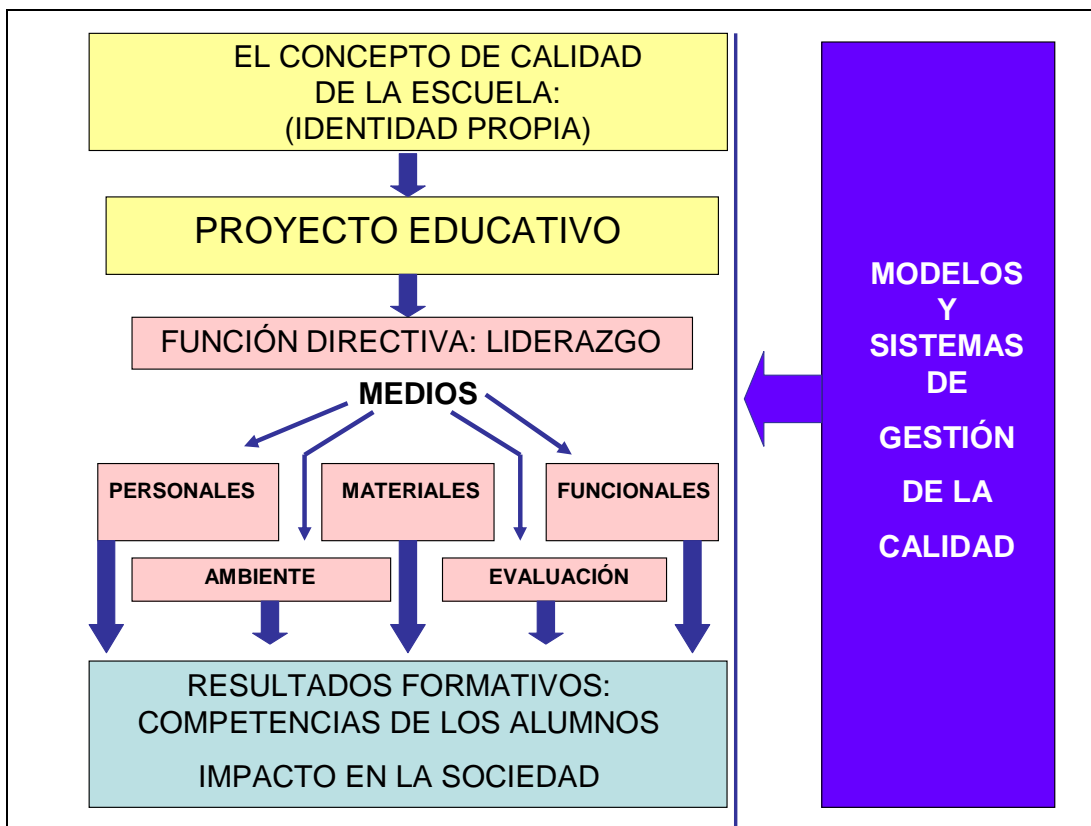 EL CONCEPTO DE CALIDAD
DE LA ESCUELA:
(IDENTIDAD PROPIA)
PROYECTO EDUCATIVO
FUNCIÓN DIRECTIVA: LIDERAZGO
MEDIOS
PERSONALES
MATERIALES
FUNCIONALES
AMBIENTE
EVALUACIÓN
RESULTADOS FORMATIVOS:
COMPETENCIAS DE LOS ALUMNOS
IMPACTO EN LA SOCIEDAD
MODELOS
Y
SISTEMAS
DE
GESTIÓN
DE LA
CALIDAD